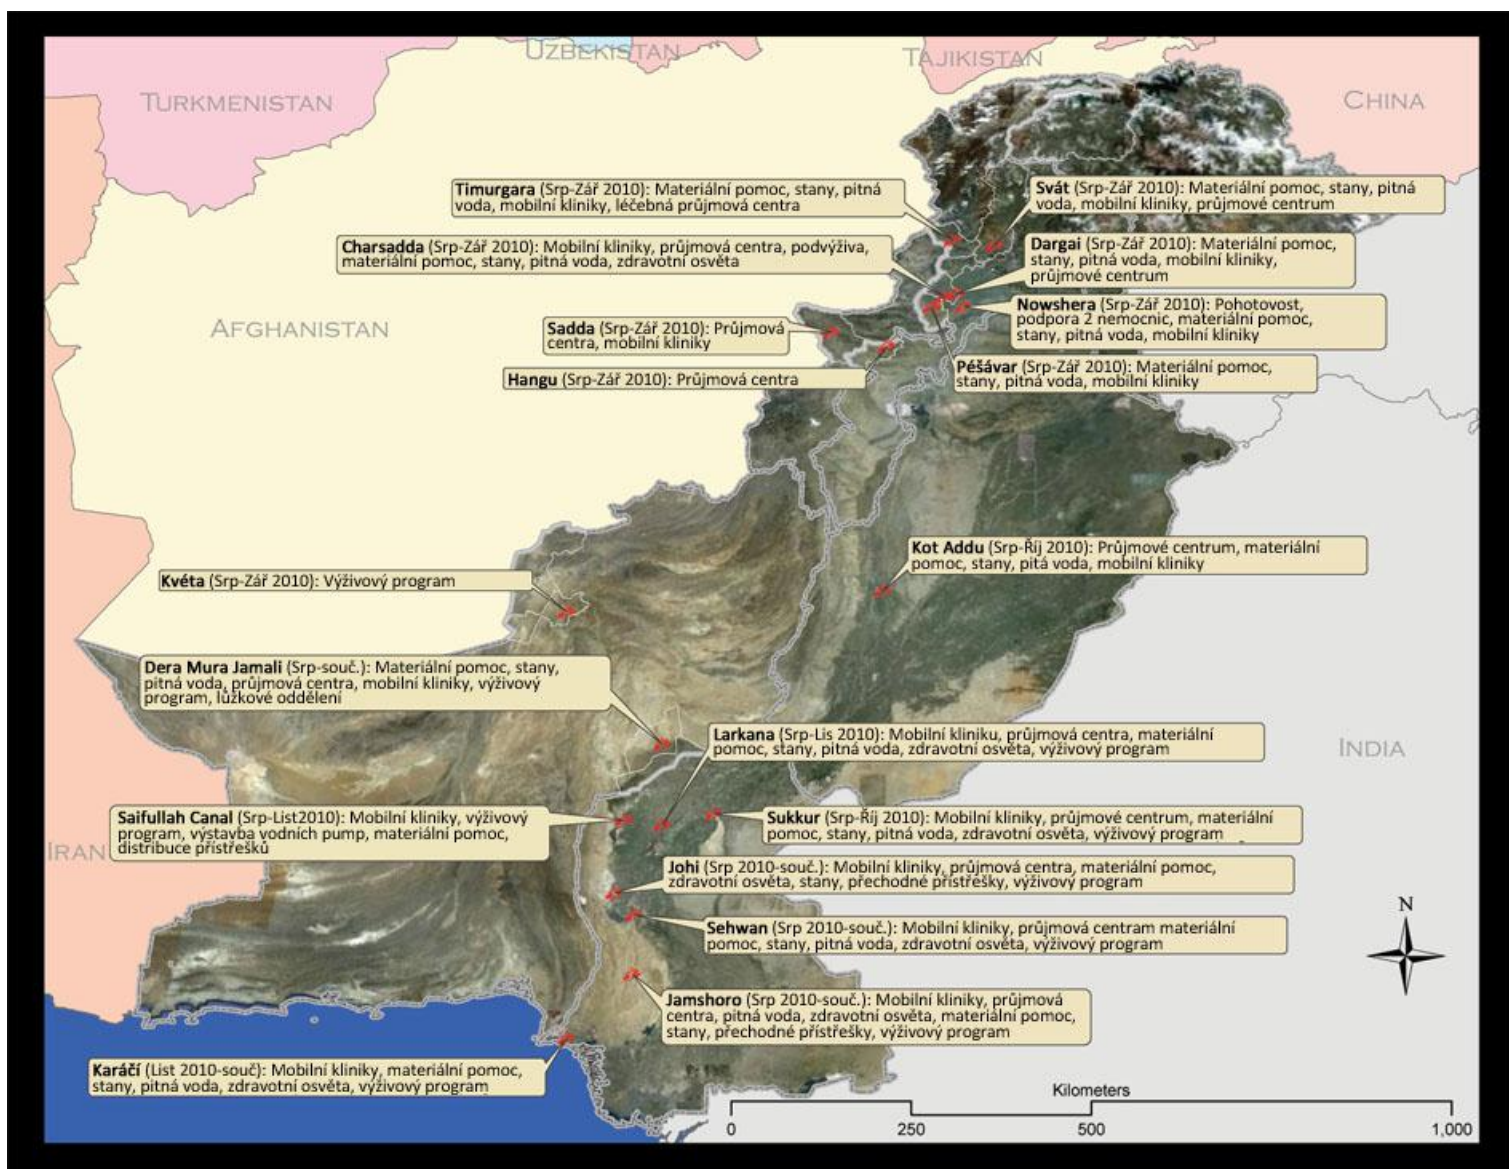 UZBEKISTAN
TAJIKISTAN
TURKMENISTAN
CHINA
Timurgara (Srp-Zář 2010): Materiální pomoc, stany, pitná
voda, mobilní kliniky, léčebná průjmová centra
Svát (Srp-Zář 2010): Materiální pomoc, stany, pitná
voda, mobilní kliniky, průjmové centrum
Charsadda (Srp-Zář 2010): Mobilní kliniky, průjmová centra, podvýživa,
materiální pomoc, stany, pitná voda, zdravotní osvěta
Dargai (Srp-Zář 2010): Materiální pomoc,
stany, pitná voda, mobilní kliniky,
průjmové centrum
AFGHANISTAN
Nowshera (Srp-Zář 2010): Pohotovost,
podpora 2 nemocnic, materiální pomoc,
stany, pitná voda, mobilní kliniky
Sadda (Srp-Zář 2010): Průjmová
centra, mobilní kliniky
Hangu (Srp-Zář 2010): Průjmová centra
Péšávar (Srp-Zář 2010): Materiální pomoc,
stany, pitná voda, mobilní kliniky
Kot Addu (Srp-Říj 2010): Průjmové centrum, materiální
pomoc, stany, pitá voda, mobilní kliniky
Kvéta (Srp-Zář 2010): Výživový program
Dera Mura Jamali (Srp-souč.): Materiální pomoc, stany,
pitná voda, průjmová centra, mobilní kliniky, výživový
program, lůžkové oddělení
Larkana (Srp-Lis 2010): Mobilní kliniku, průjmová centra, materiální
pomoc, stany, pitná voda, zdravotní osvěta, výživový program
INDIA
Saifullah Canal (Srp-List2010): Mobilní kliniky, výživový
program, výstavba vodních pump, materiální pomoc,
distribuce přístřešků
Sukkur (Srp-Říj 2010): Mobilní kliniky, průjmové centrum, materiální
pomoc, stany, pitná voda, zdravotní osvěta, výživový program
IRAN
Johi (Srp 2010-souč.): Mobilní kliniky, průjmová centra, materiální pomoc,
zdravotní osvěta, stany, přechodné přístřešky, výživový program
Sehwan (Srp 2010-souč.): Mobilní kliniky, průjmová centram materiální
pomoc, stany, pitná voda, zdravotní osvěta, výživový program
N
Jamshoro (Srp 2010-souč.): Mobilní kliniky, průjmová
centra, pitná voda, zdravotní osvěta, materiální pomoc,
stany, přechodné přístřešky, výživový program
Karáčí (List 2010-souč): Mobilní kliniky, materiální pomoc,
stany, pitná voda, zdravotní osvěta, výživový program
Kilometers
0 250 500 1,000